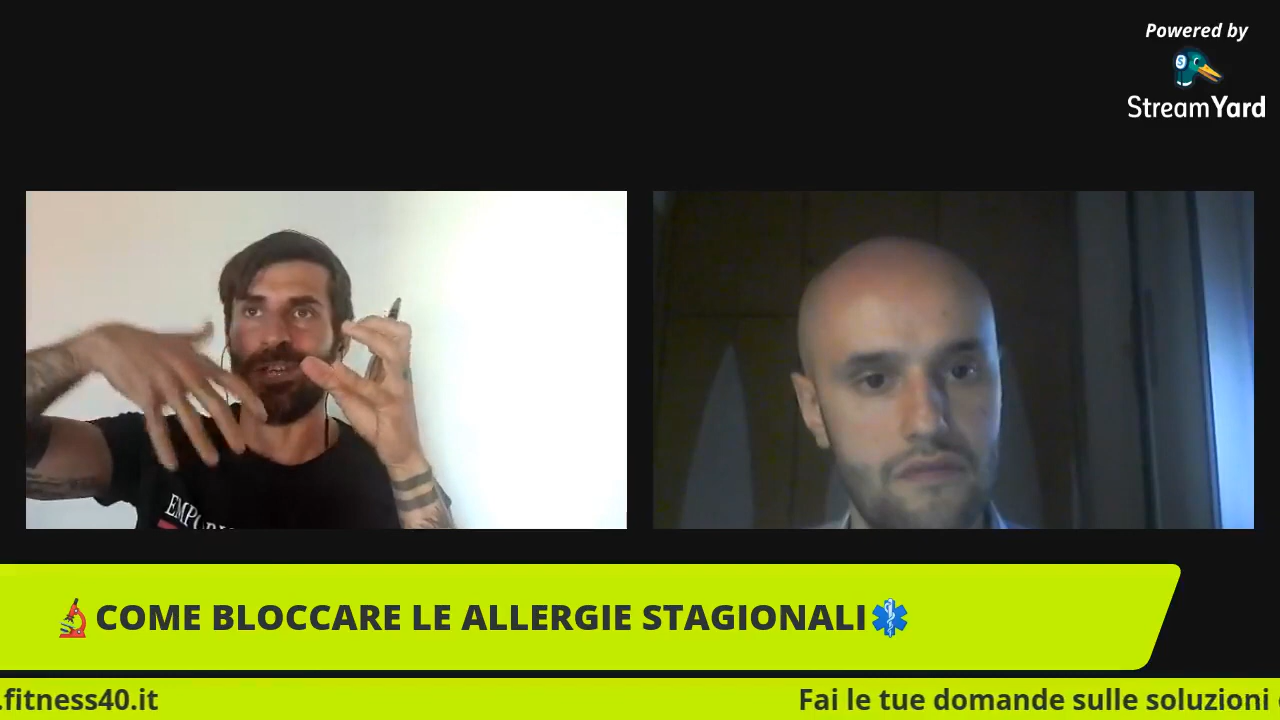 Powered by
StreamYard
🔬COME BLOCCARE LE ALLERGIE STAGIONALI⚕️
.fitness40.it
Fai le tue domande sulle soluzioni